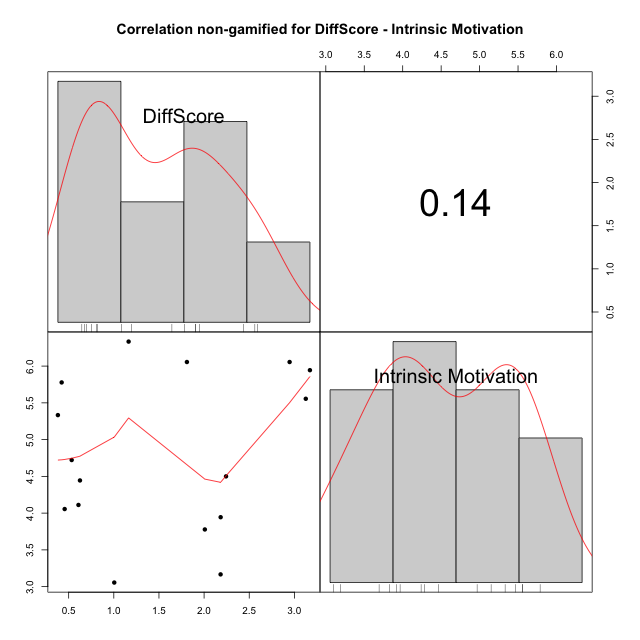 Correlation non-gamified for DiffScore - Intrinsic Motivation
3.0 3.5 4.0 4.5 5.0 5.5 6.0
DiffScore
0.14
3.0
2.5
2.0
1.5
1.0
0.5
Intrinsic Motivation
6.0
5.5
5.0
4.5
4.0
3.5
3.0
0.5 1.0 1.5 2.0 2.5 3.0